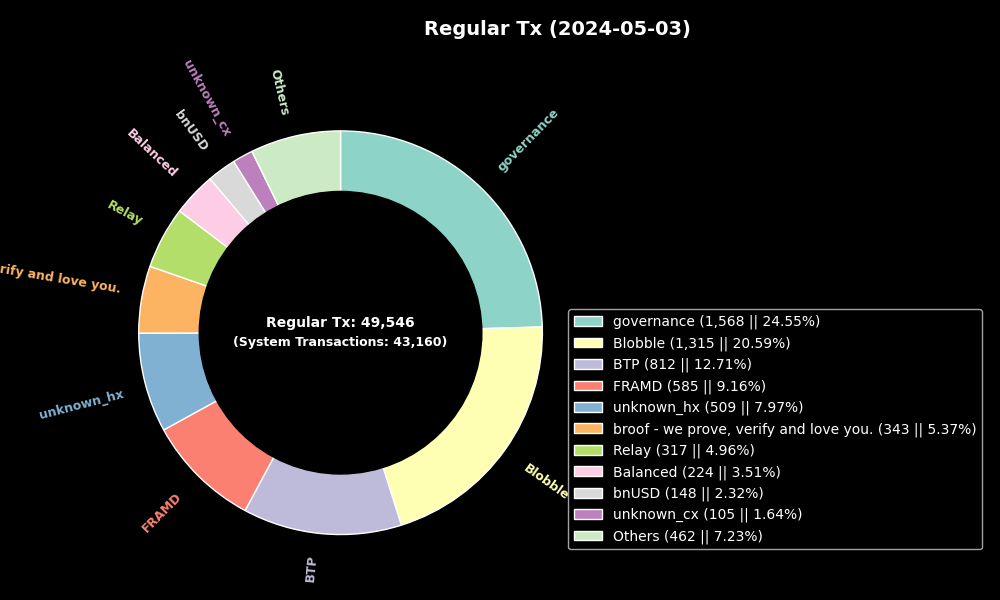 Regular Tx (2024-05-03)
Others
unknown_cx
bnUSD
Balanced
Relay
rify and love you.
unknown_hx
FRAMD
BTP
Blobble
governance
Regular Tx: 49,546
(System Transactions: 43,160)
governance (1,568 || 24.55%)
Blobble (1,315 || 20.59%)
BTP (812 || 12.71%)
FRAMD (585 || 9.16%)
unknown_hx (509 || 7.97%)
broof - we prove, verify and love you. (343 || 5.37%)
Relay (317 || 4.96%)
Balanced (224 || 3.51%)
bnUSD (148 || 2.32%)
unknown_cx (105 || 1.64%)
Others (462 || 7.23%)